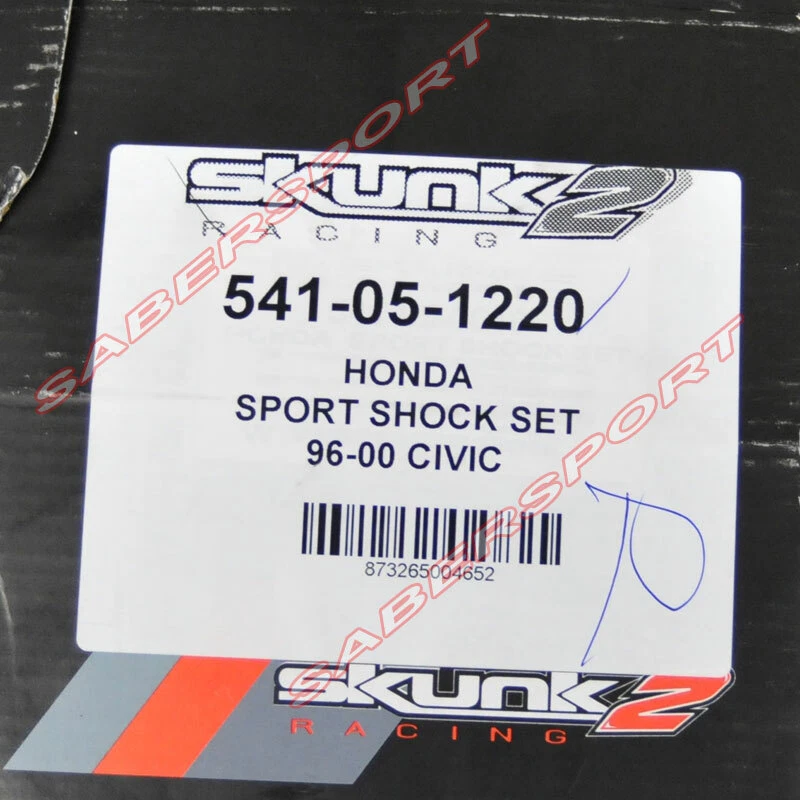 SABERSPORT
SKUNK2
RACING
541-05-1220
HONDA
SPORT SHOCK SET
96-00 CIVIC
SABERSPORT
873265004652
SKUNK2
RACING